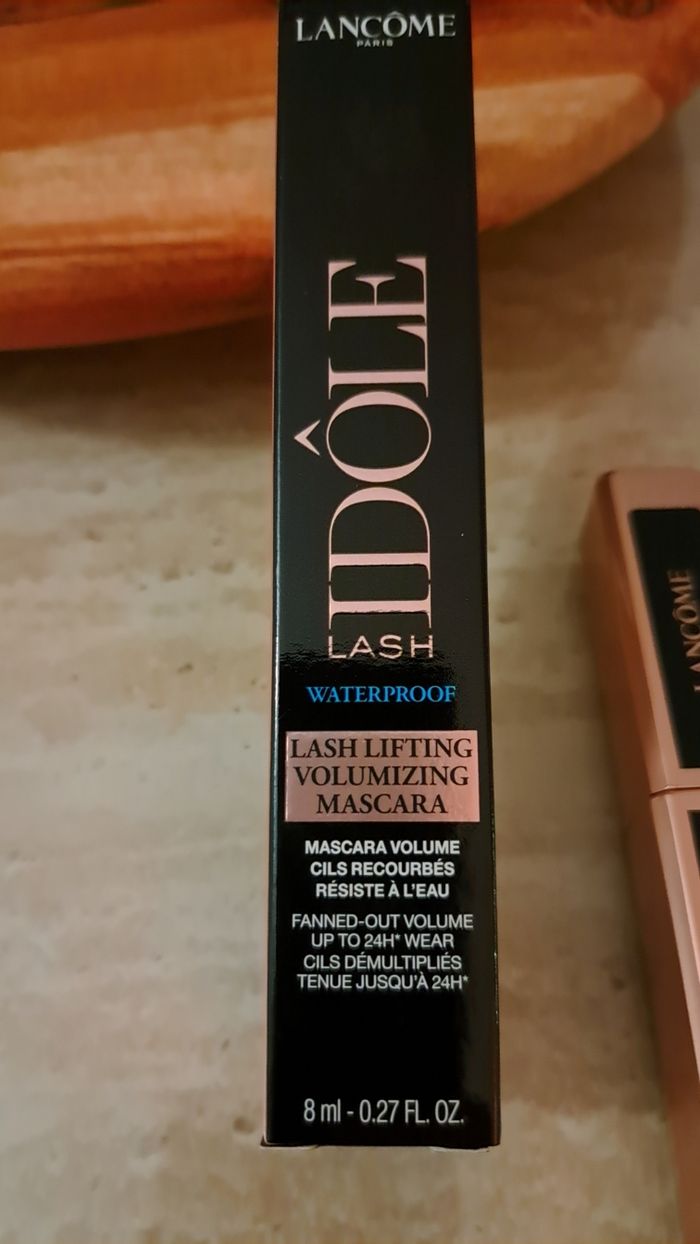 LANCÔME
PARIS
IDÔLE
LASH
WATERPROOF
LASH LIFTING
VOLUMIZING
MASCARA
MASCARA VOLUME
CILS RECOURBÉS
RÉSISTE À L'EAU
FANNED-OUT VOLUME
UP TO 24H* WEAR
CILS DÉMULTIPLIÉS
TENUE JUSQU'À 24H*
8 ml - 0.27 FL. OZ.
LANCÔME